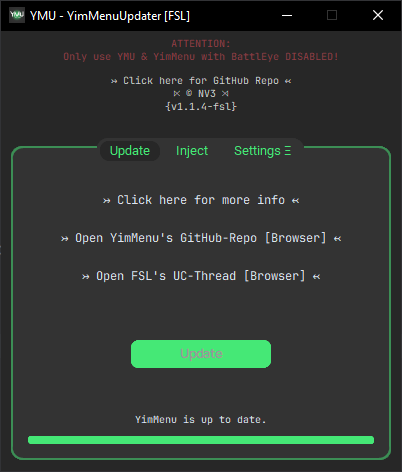 YMU - YimMenuUpdater [FSL]
ATTENTION:
Only use YMU & YimMenu with BattlEye DISABLED!
↣ Click here for GitHub Repo ↢
⋉ © NV3 ⋊
{v1.1.4-fsl}
Update Inject Settings Ξ
↣ Click here for more info ↢
↣ Open YimMenu's GitHub-Repo [Browser] ↢
↣ Open FSL's UC-Thread [Browser] ↢
Update
YimMenu is up to date.